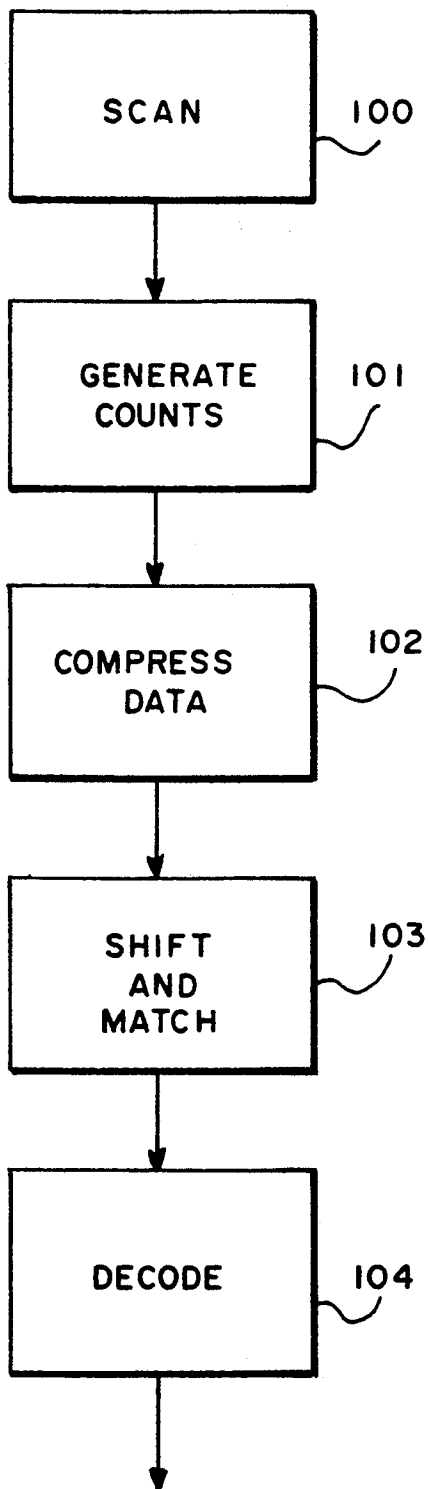 SCAN
100
GENERATE
COUNTS
101
COMPRESS
DATA
102
SHIFT
AND
MATCH
103
DECODE
104